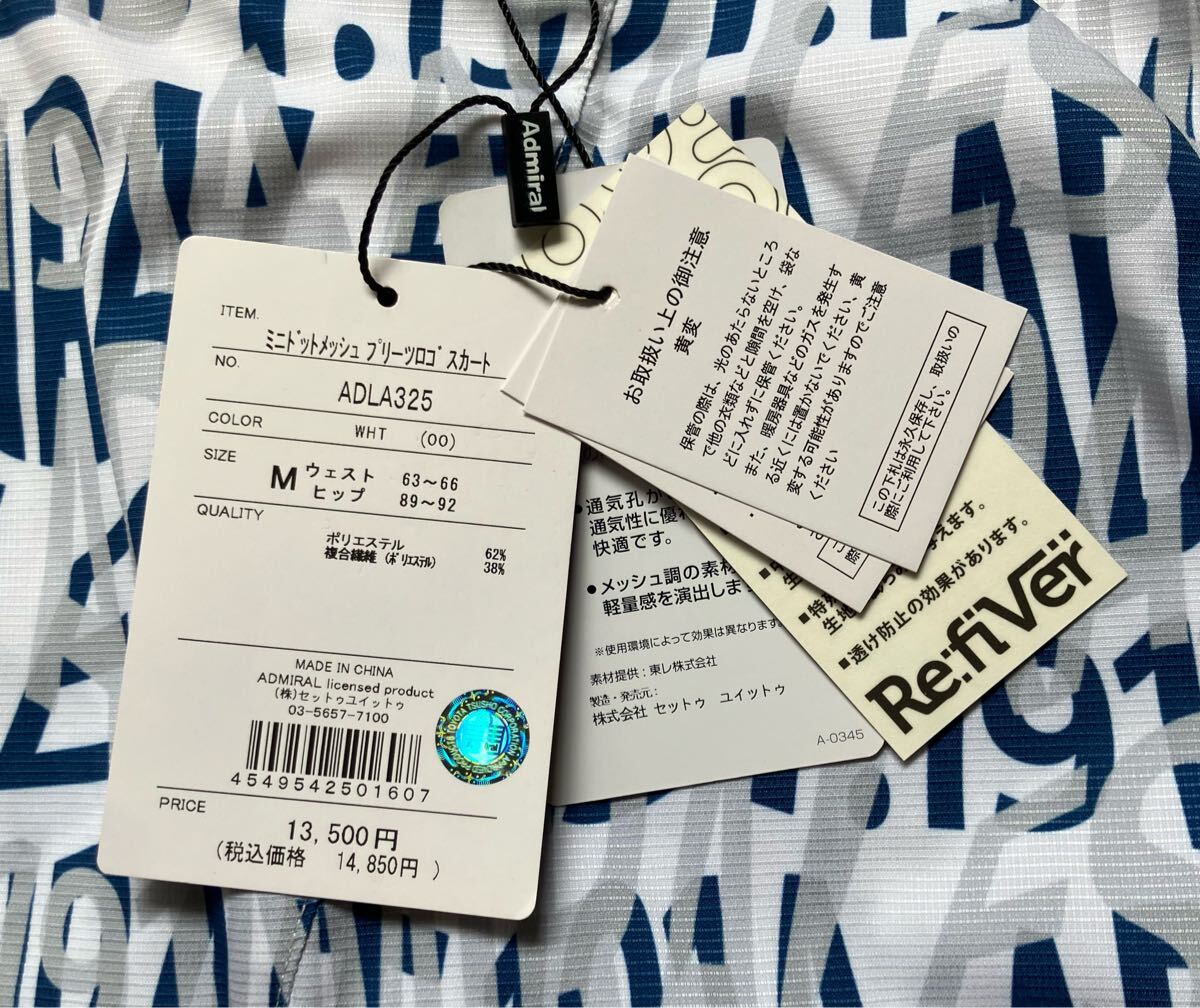 Admiral
ITEM.
ミニドットメッシュ プリーツロゴスカート
NO.
ADLA325
COLOR
WHT (00)
SIZE
M ウェスト 63~66
ヒップ 89~92
QUALITY
ポリエステル 62%
複合繊維(ポリエステル) 38%
MADE IN CHINA
ADMIRAL licensed product
(株)セットゥユイットゥ
03-5657-7100
TOYOTA TSUSHO CORPORATION
4549542501607
PRICE
13,500円
(税込価格 14,850円 )
お取扱い上の御注意
黄変
保管の際は、光のあたらないところ
で他の衣類などと隙間を空け、袋な
どに入れずに保管ください。
また、暖房器具などのガスを発生す
る近くには置かないでください、黄
変する可能性がありますのでご注意
ください
この下札は永久保存し、取扱いの
際にご利用して下さい。
●通気孔が
通気性に優れ
快適です。
●メッシュ調の素材
軽量感を演出しま
※使用環境によって効果は異なります
素材提供:東レ株式会社
製造・発売元:
株式会社 セットゥ ユイットゥ
A-0345
与えます。
■特殊
生地
効果があります。
■透け防止の
Re:fiVer